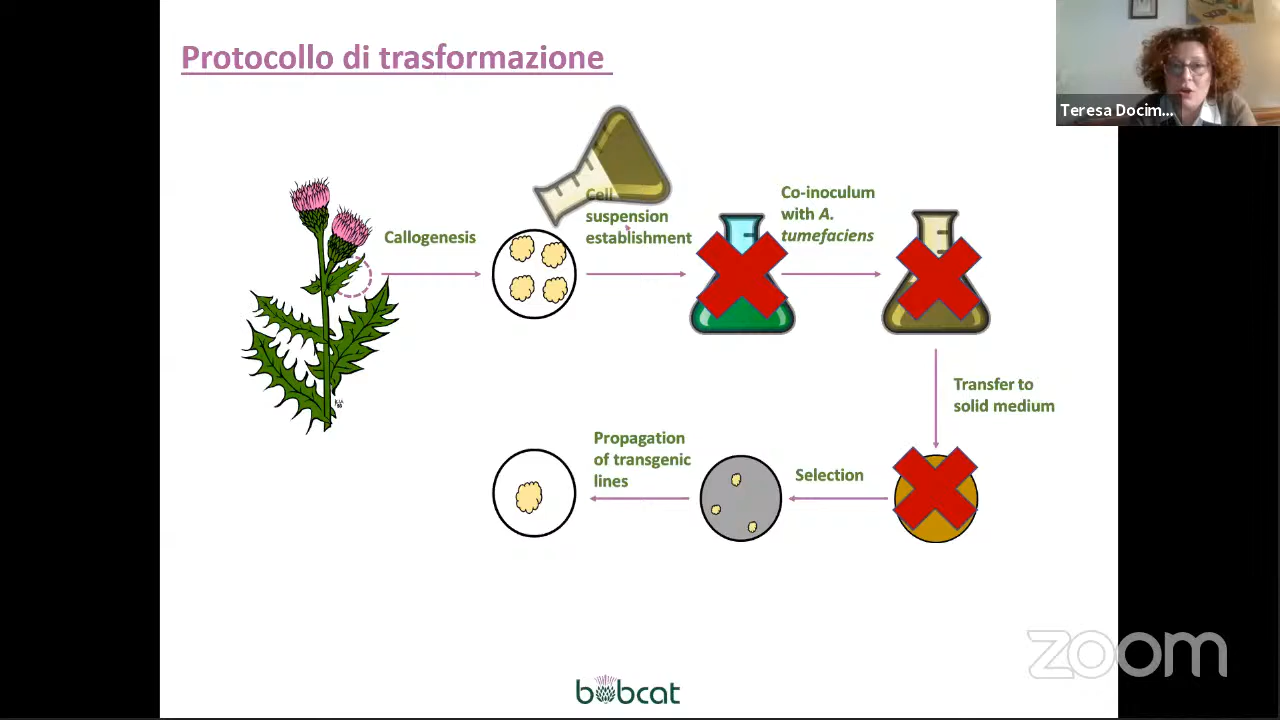 Protocollo di trasformazione
Teresa Docim...
Callogenesis
Cell
suspension
establishment
Co-inoculum
with A.
tumefaciens
Transfer to
solid medium
Selection
Propagation
of transgenic
lines
bobcat
zoom